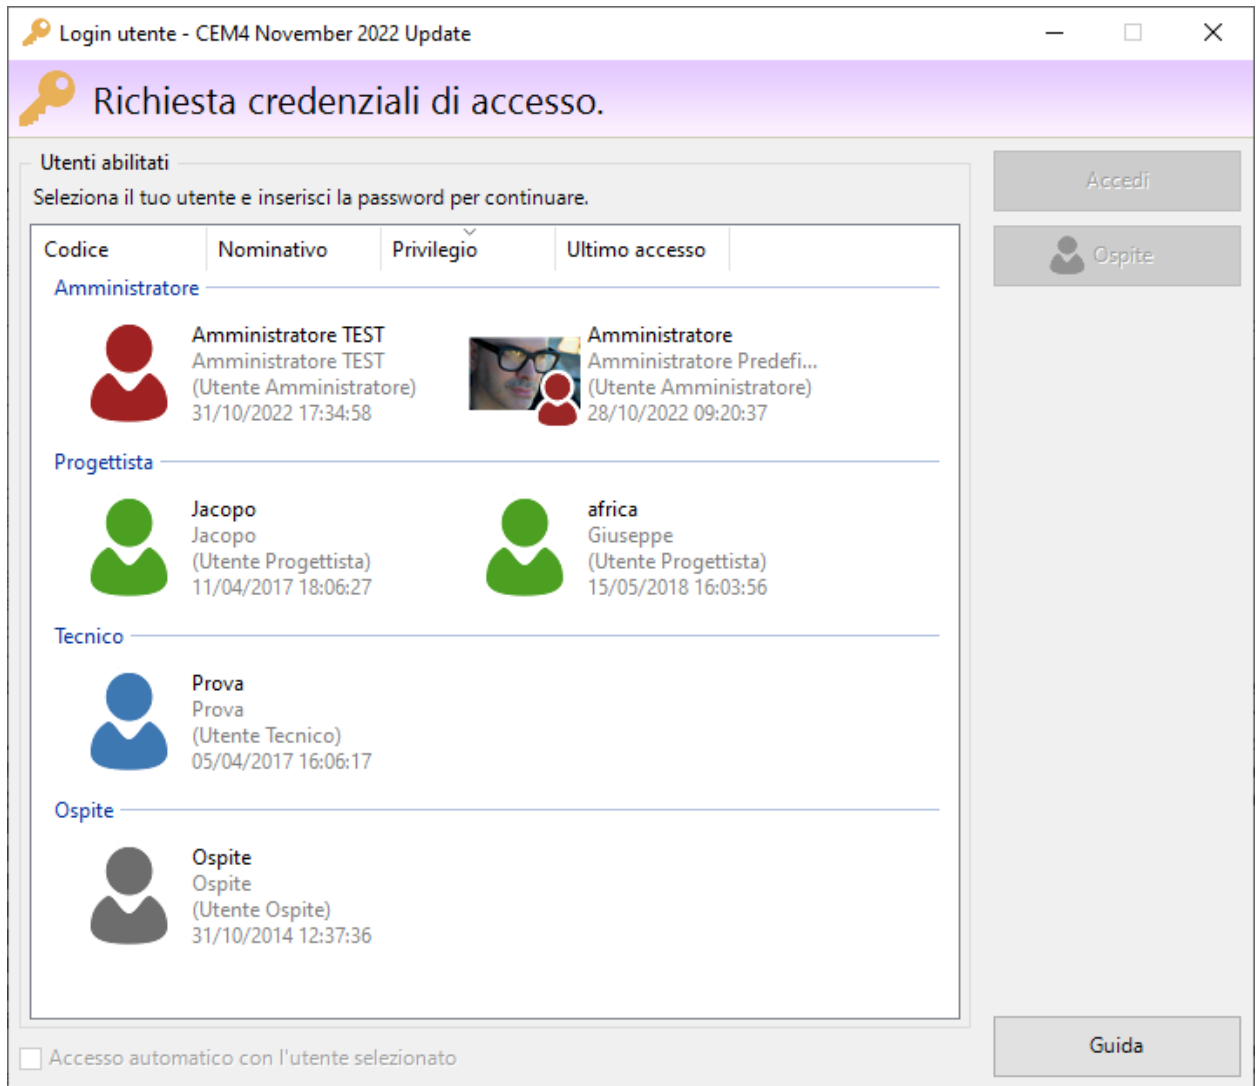 Login utente - CEM4 November 2022 Update
Richiesta credenziali di accesso.
Utenti abilitati
Seleziona il tuo utente e inserisci la password per continuare.
Codice Nominativo Privilegio Ultimo accesso
Amministratore
Amministratore TEST
Amministratore TEST
(Utente Amministratore)
31/10/2022 17:34:58
Amministratore
Amministratore Predefi...
(Utente Amministratore)
28/10/2022 09:20:37
Progettista
Jacopo
Jacopo
(Utente Progettista)
11/04/2017 18:06:27
africa
Giuseppe
(Utente Progettista)
15/05/2018 16:03:56
Tecnico
Prova
Prova
(Utente Tecnico)
05/04/2017 16:06:17
Ospite
Ospite
Ospite
(Utente Ospite)
31/10/2014 12:37:36
Accesso automatico con l'utente selezionato
Accedi
Ospite
Guida